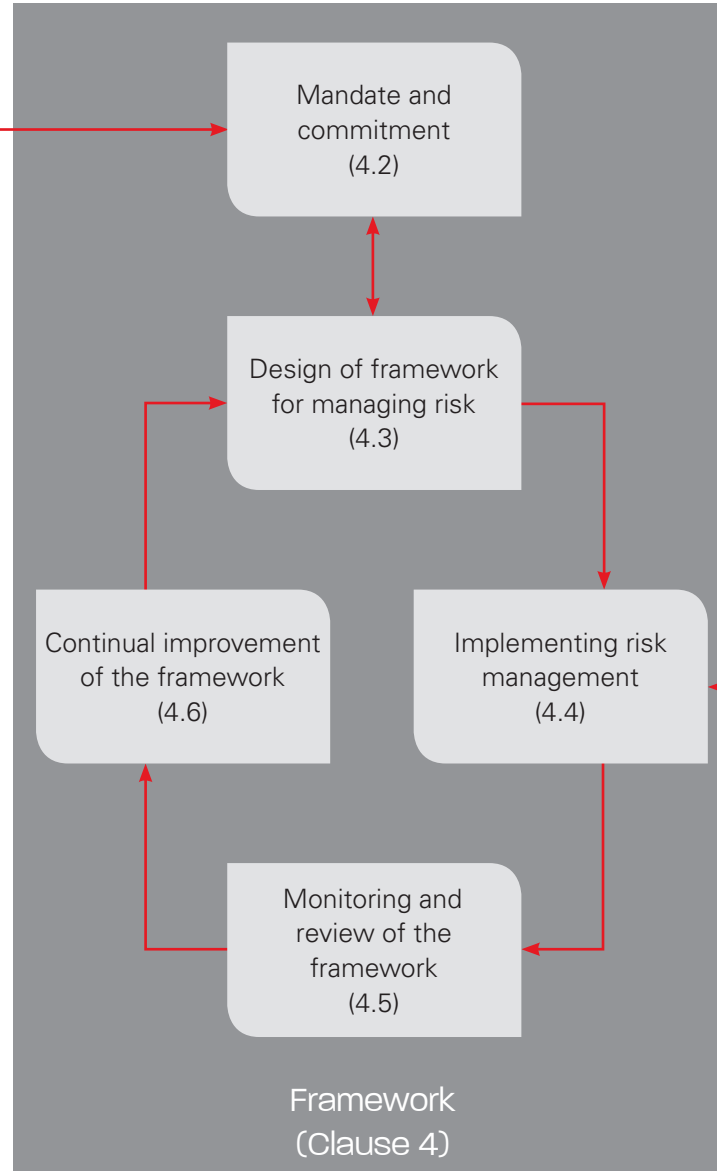 Mandate and
commitment
(4.2)
Design of framework
for managing risk
(4.3)
Continual improvement
of the framework
(4.6)
Implementing risk
management
(4.4)
Monitoring and
review of the
framework
(4.5)
Framework
(Clause 4)